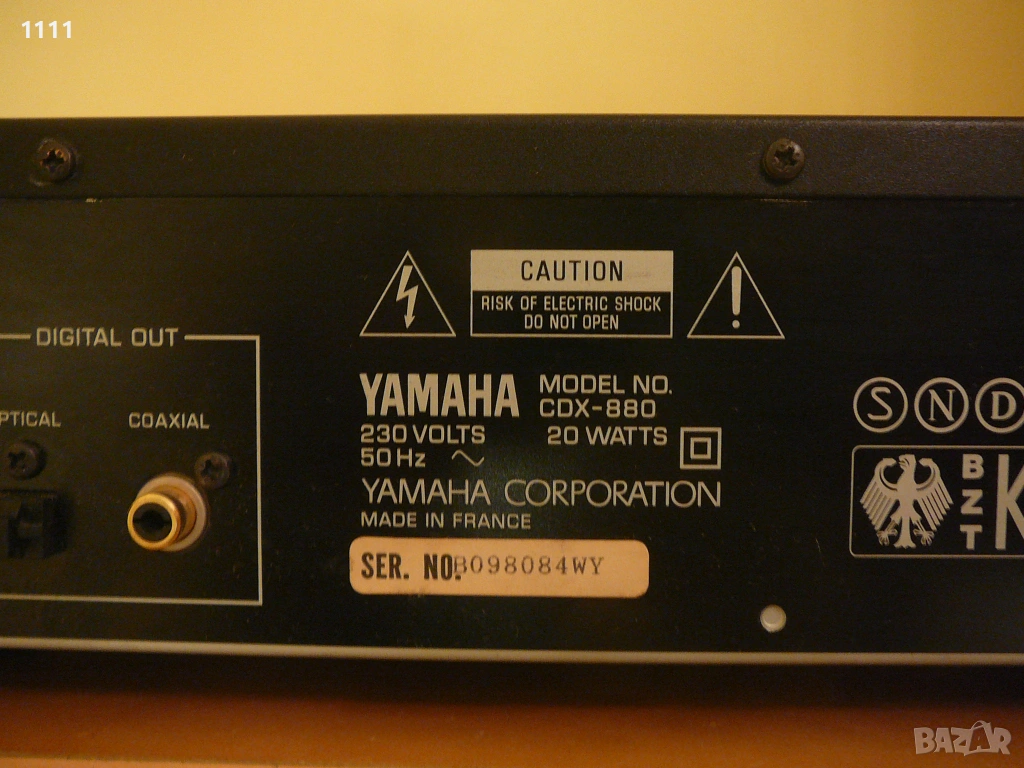 1111
CAUTION
RISK OF ELECTRIC SHOCK
DO NOT OPEN
DIGITAL OUT
PTICAL
COAXIAL
YAMAHA MODEL NO.
CDX-880
230 VOLTS 20 WATTS
50 Hz ~
YAMAHA CORPORATION
MADE IN FRANCE
SER. NO. B098084WY
S N D
BZT K
BAZAR